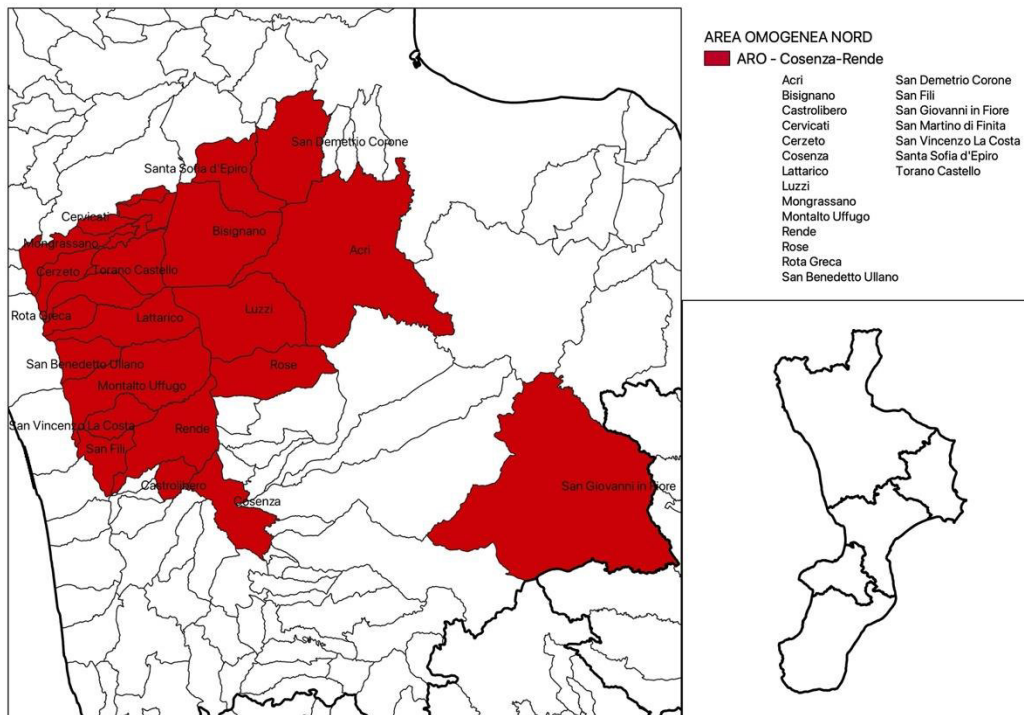 AREA OMOGENEA NORD
ARO - Cosenza-Rende
Acri
Bisignano
Castrolibero
Cervicati
Cerzeto
Cosenza
Lattarico
Luzzi
Mongrassano
Montalto Uffugo
Rende
Rose
Rota Greca
San Benedetto Ullano
San Demetrio Corone
San Fili
San Giovanni in Fiore
San Martino di Finita
San Vincenzo La Costa
Santa Sofia d'Epiro
Torano Castello
San Demetrio Corone
Santa Sofia d'Epiro
Cervicati
Bisignano
Mongrassano
Acri
Cerzeto
Torano Castello
Rota Greca
Lattarico
Luzzi
San Benedetto Ullano
Rose
Montalto Uffugo
San Vincenzo La Costa
Rende
San Fili
Castrolibero
San Giovanni in Fiore
Cosenza